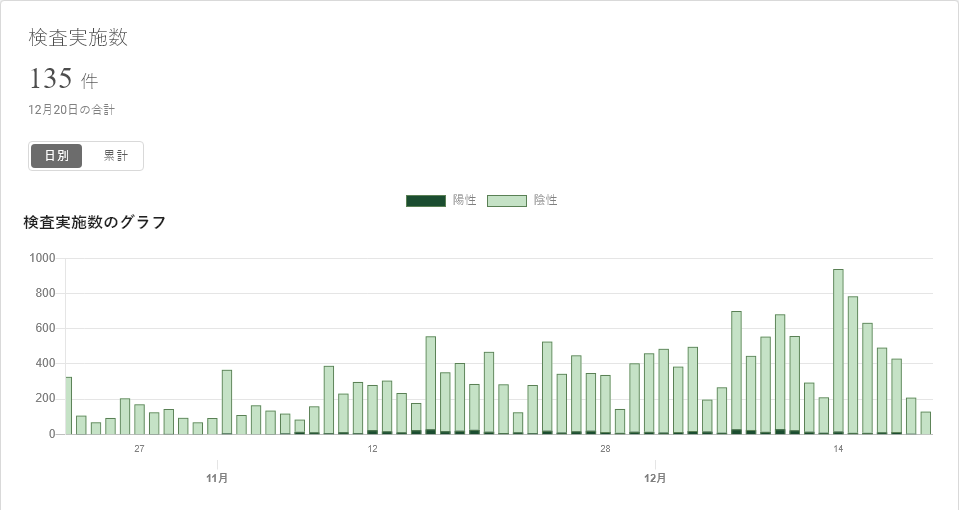 検査実施数
135 件
12月20日の合計
日別 累計
陽性 陰性
検査実施数のグラフ
1000
800
600
400
200
0
27 12 28 14
11月 12月